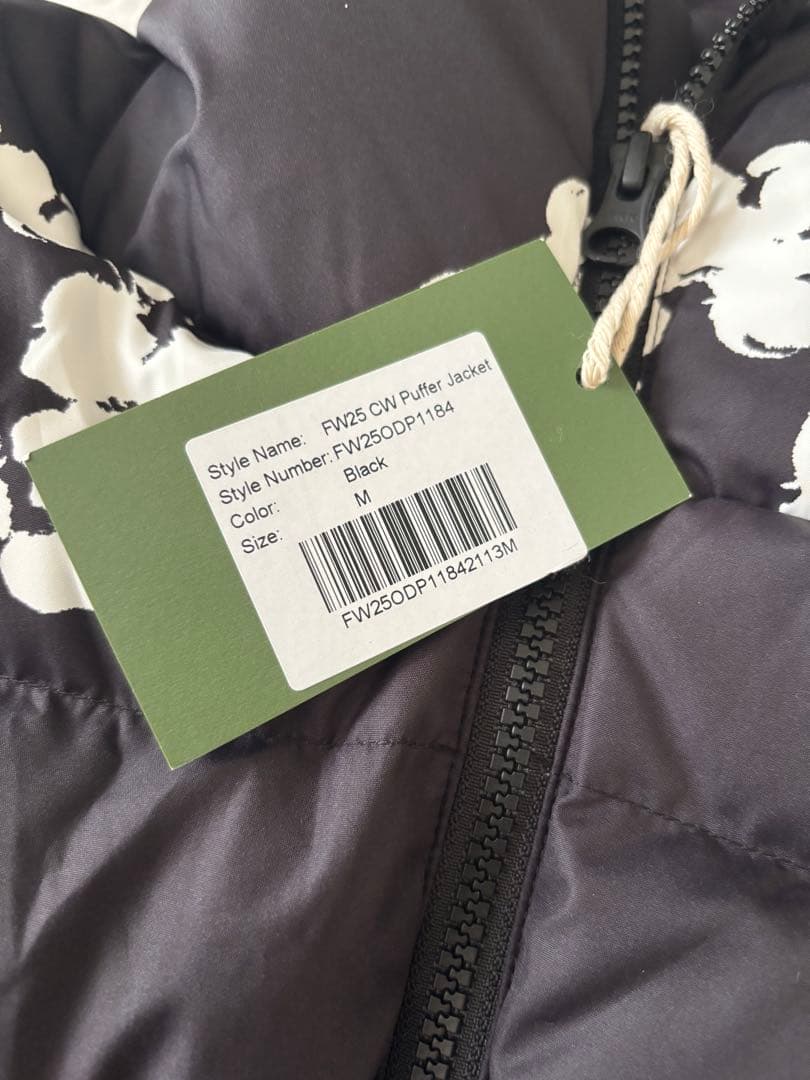 Style Name: FW25 CW Puffer Jacket
Style Number: FW25ODP1184
Color: Black
Size: M
FW25ODP11842113M